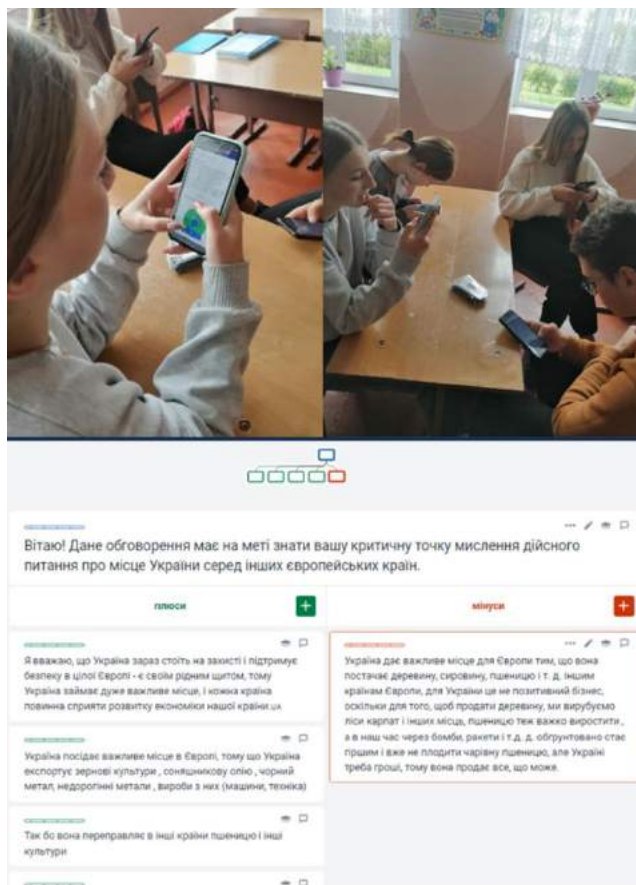 Вітаю! Дане обговорення має на меті знати вашу критичну точку мислення дійсного
питання про місце України серед інших європейських країн.
плюси
мінуси
Я вважаю, що Україна зараз стоїть на захисті і підтримує
безпеку в цілої Європі - є своїм рідним щитом, тому
Україна займає дуже важливе місце, і кожна країна
повинна сприяти розвитку економіки нашої країни.ua
Україна посідає важливе місце в Європі, тому що Україна
експортує зернові культури , соняшникову олію , чорний
метал, недорогінні метали , вироби з них (машини, техніка)
Так бо вона переправляє в інші країни пшеницю і інші
культури
Україна дає важливе місце для Європи тим, що вона
постачає деревину, сировину, пшеницю і т. д. іншим
країнам Європи, для України це не позитивний бізнес,
оскільки для того, щоб продати деревину, ми вирубуємо
ліси карпат і інших місць, пшеницю теж важко виростити ,
а в наш час через бомби, ракети і т.д. д. обгрунтовано стає
гіршим і вже не плодити чарівну пшеницю, але Україні
треба гроші, тому вона продає все, що може.